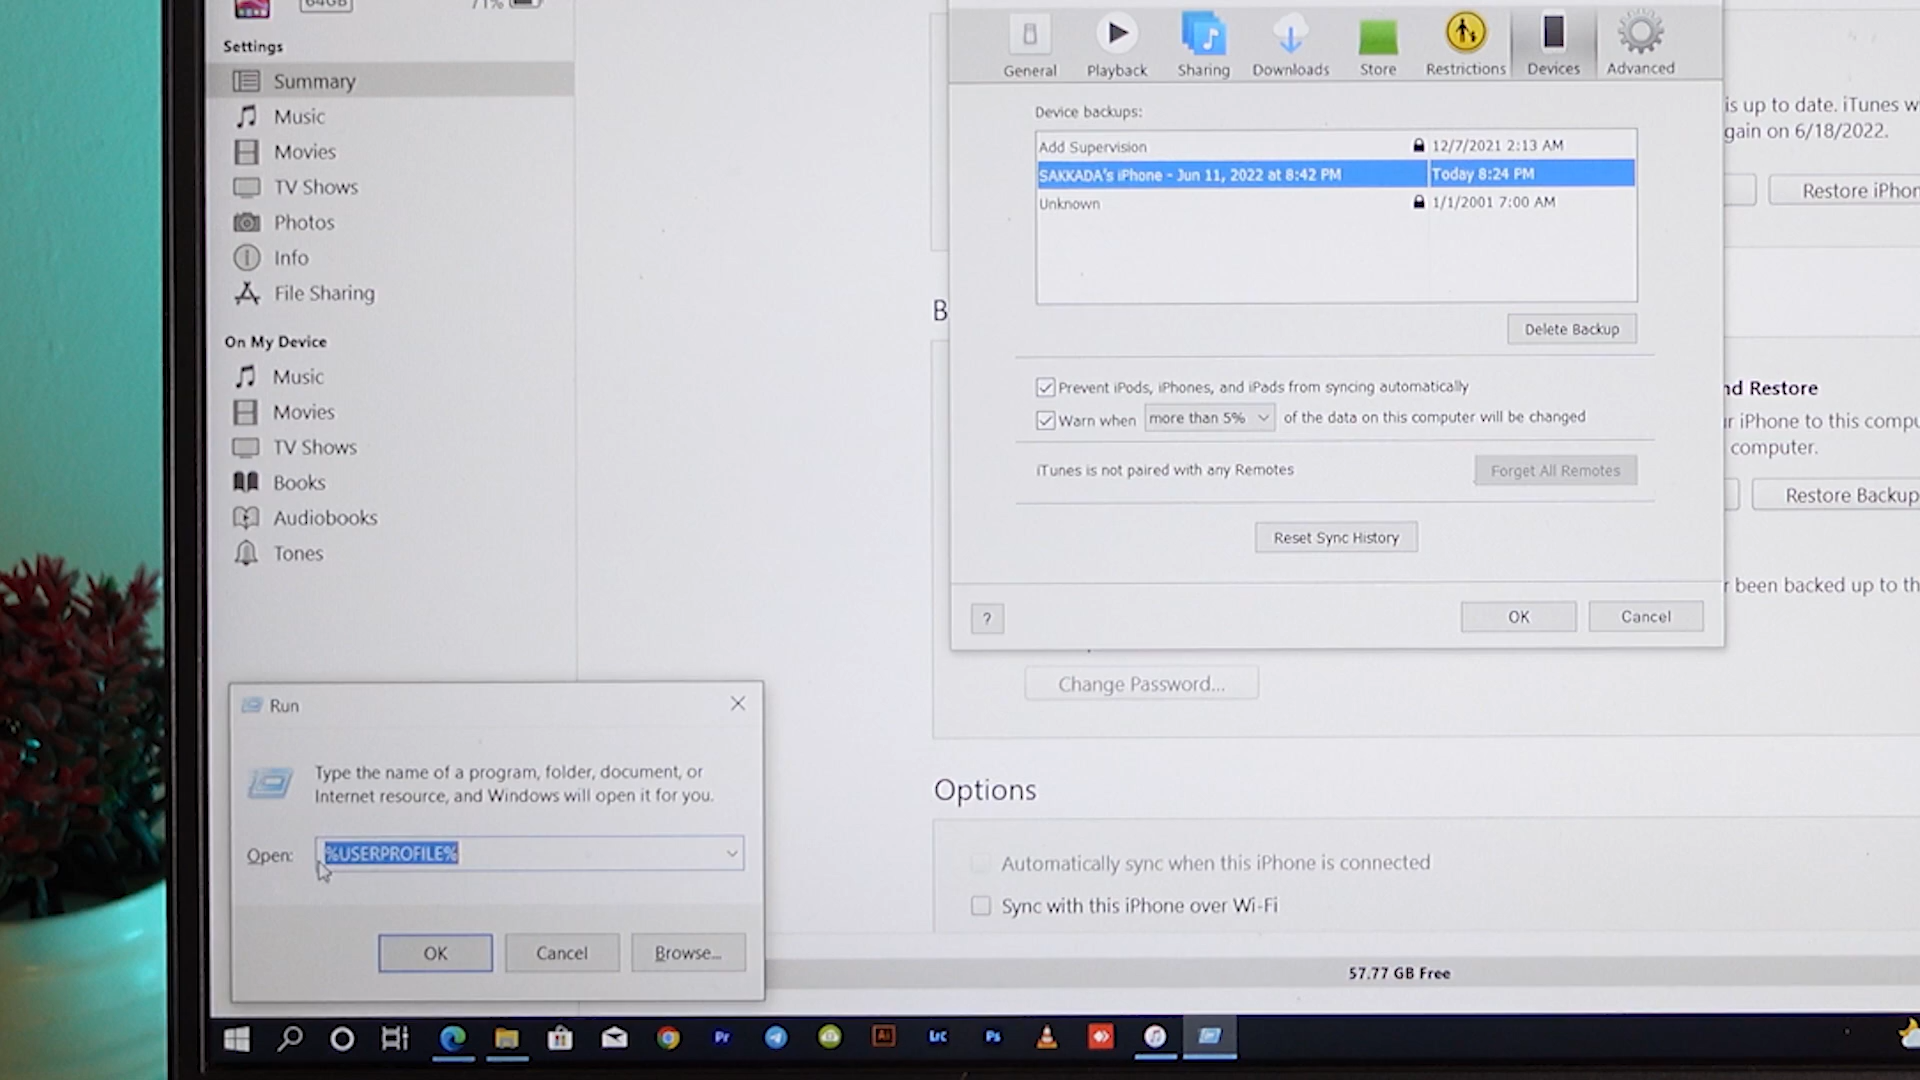 64GB
71%
Settings
Summary
Music
Movies
TV Shows
Photos
Info
File Sharing
On My Device
Music
Movies
TV Shows
Books
Audiobooks
Tones
General
Playback
Sharing
Downloads
Store
Restrictions
Devices
Advanced
Device backups:
Add Supervision 12/7/2021 2:13 AM
SAKKADA's iPhone - Jun 11, 2022 at 8:42 PM Today 8:24 PM
Unknown 1/1/2001 7:00 AM
Delete Backup
Prevent iPods, iPhones, and iPads from syncing automatically
Warn when more than 5% of the data on this computer will be changed
iTunes is not paired with any Remotes
Forget All Remotes
Reset Sync History
?
OK
Cancel
is up to date. iTunes w
gain on 6/18/2022.
Restore iPhon
B
nd Restore
ur iPhone to this compu
computer.
Restore Backup
r been backed up to th
Change Password...
Options
Automatically sync when this iPhone is connected
Sync with this iPhone over Wi-Fi
57.77 GB Free
Run
Type the name of a program, folder, document, or
Internet resource, and Windows will open it for you.
Open: %USERPROFILE%
OK
Cancel
Browse...
Pr
Ai
LrC
Ps